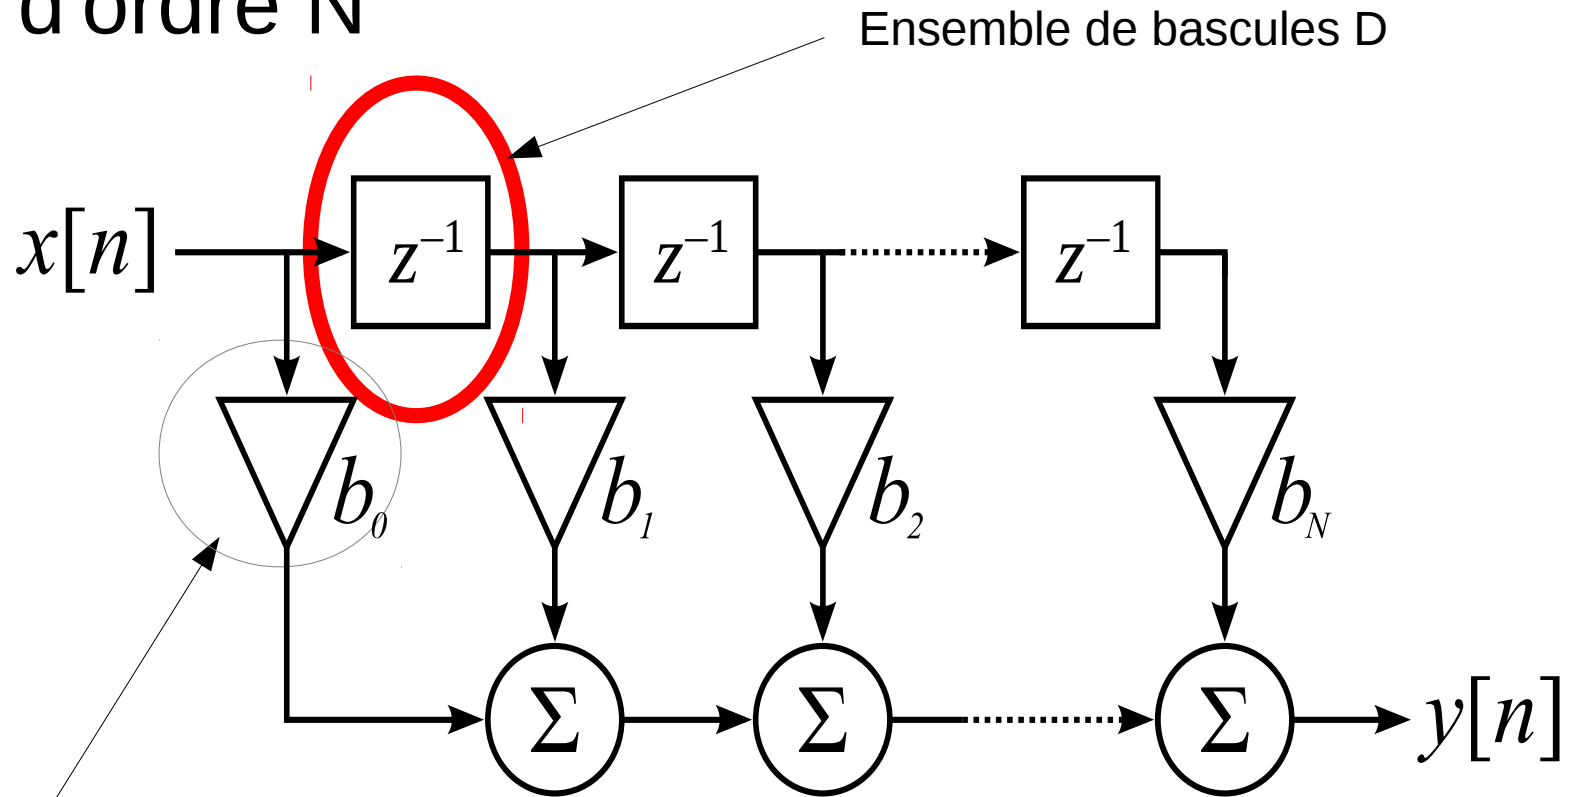 d'ordre N
Ensemble de bascules D
x[n]
z⁻¹
z⁻¹
z⁻¹
b₀
b₁
b₂
b_N
Σ
Σ
Σ
y[n]